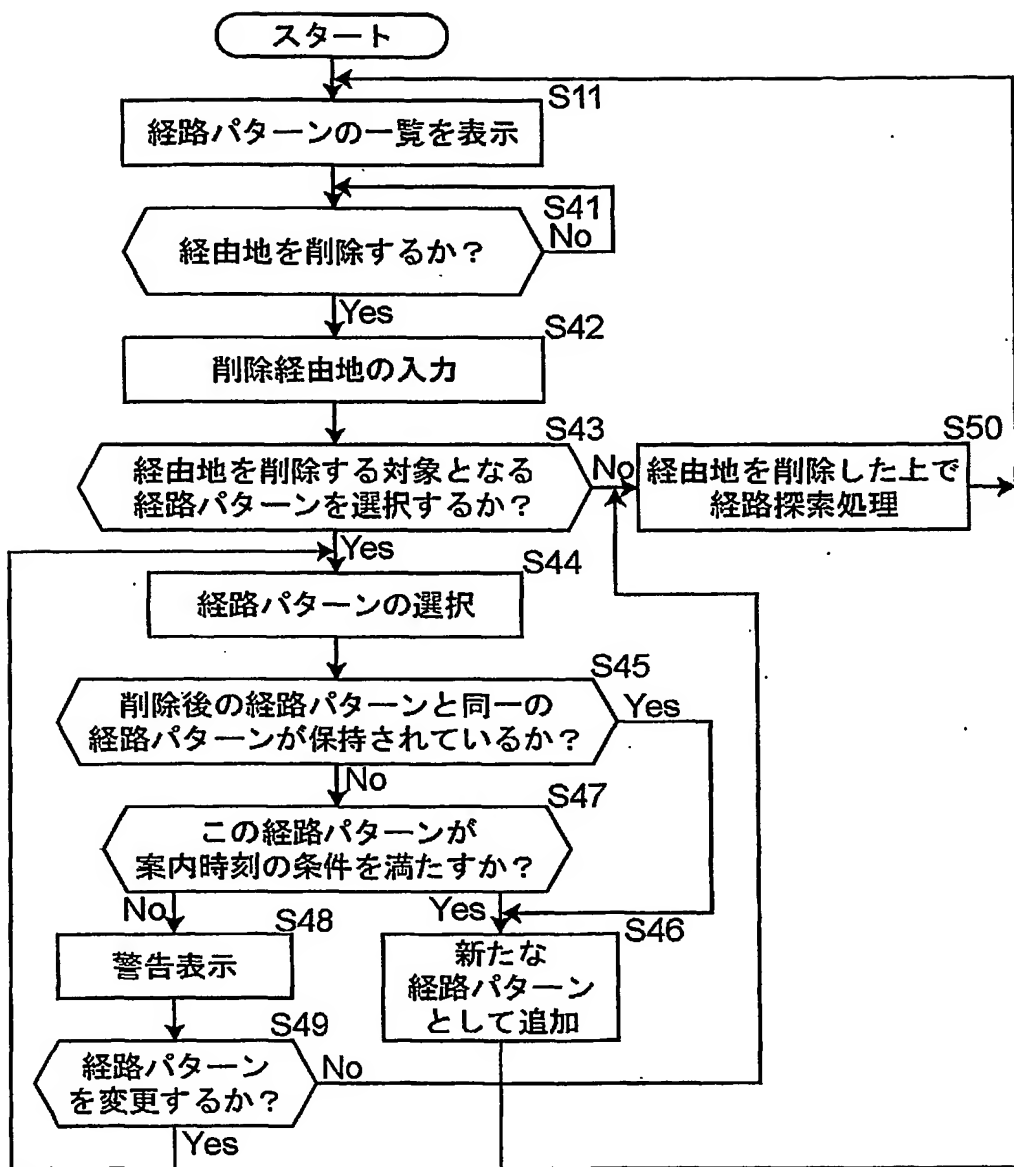 スタート
S11
経路パターンの一覧を表示
S41
経由地を削除するか?
No
Yes
S42
削除経由地の入力
S43
経由地を削除する対象となる
経路パターンを選択するか?
No
S50
経由地を削除した上で
経路探索処理
Yes
S44
経路パターンの選択
S45
削除後の経路パターンと同一の
経路パターンが保持されているか?
Yes
No
S47
この経路パターンが
案内時刻の条件を満たすか?
No
Yes
S48
警告表示
S46
新たな
経路パターン
として追加
S49
経路パターン
を変更するか?
No
Yes